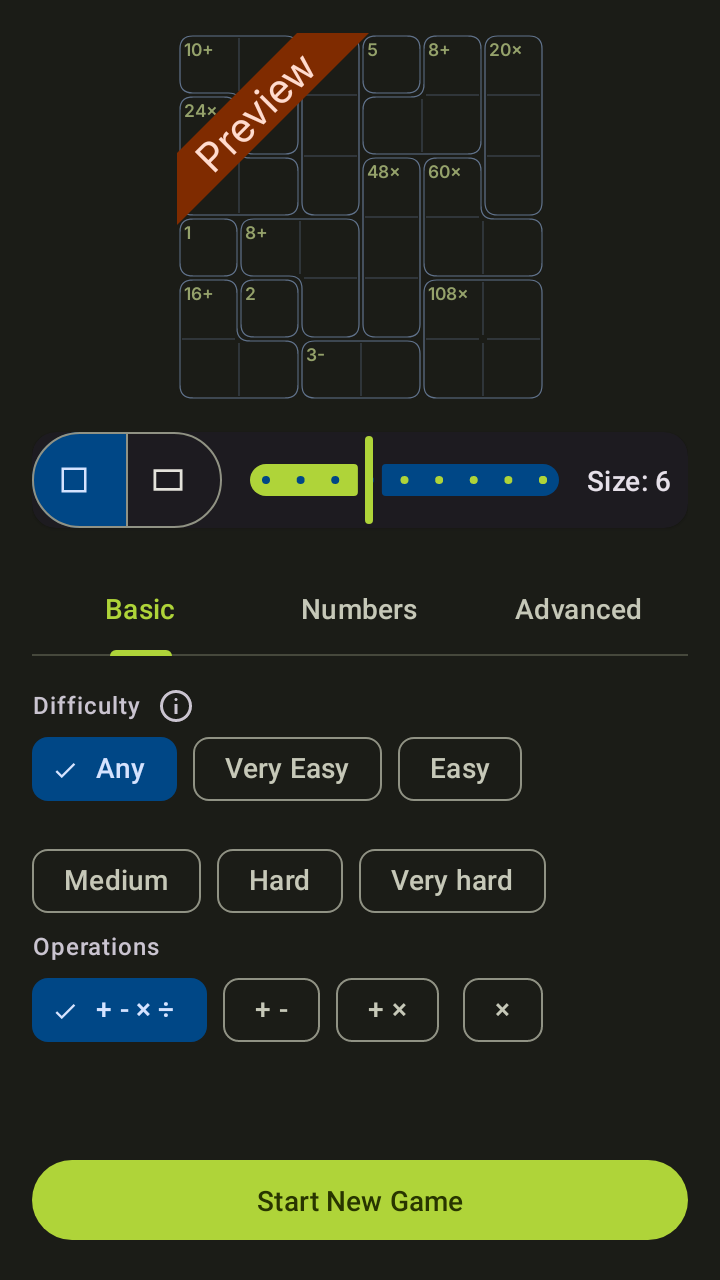 10+ 5 8+ 20×
24×
Preview
48× 60×
1 8+
16+ 2 108×
3-
Size: 6
Basic Numbers Advanced
Difficulty
Any Very Easy Easy
Medium Hard Very hard
Operations
+ - × ÷ + - + × ×
Start New Game